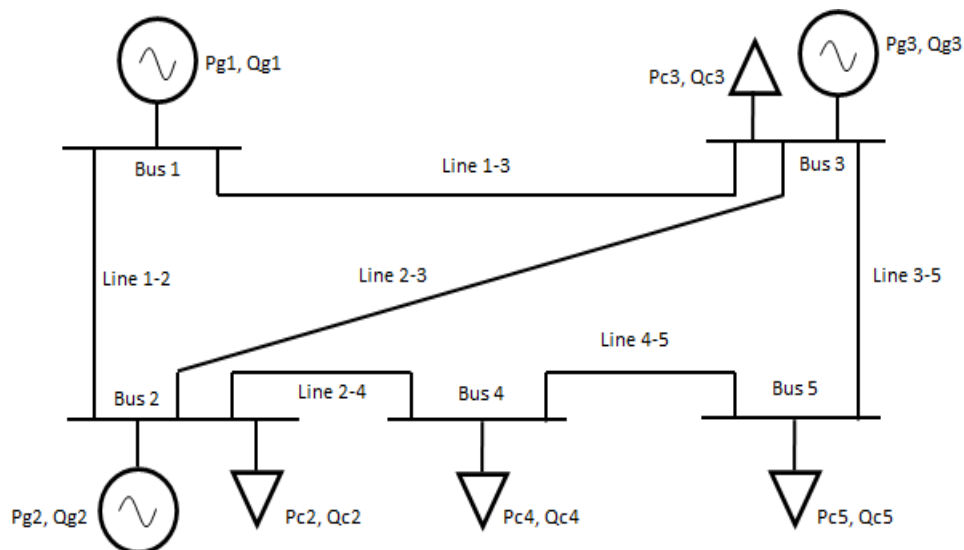 Pg1, Qg1
Pg3, Qg3
Pc3, Qc3
Bus 1
Line 1-3
Bus 3
Line 1-2
Line 2-3
Line 3-5
Line 4-5
Bus 2
Line 2-4
Bus 4
Bus 5
Pg2, Qg2
Pc2, Qc2
Pc4, Qc4
Pc5, Qc5